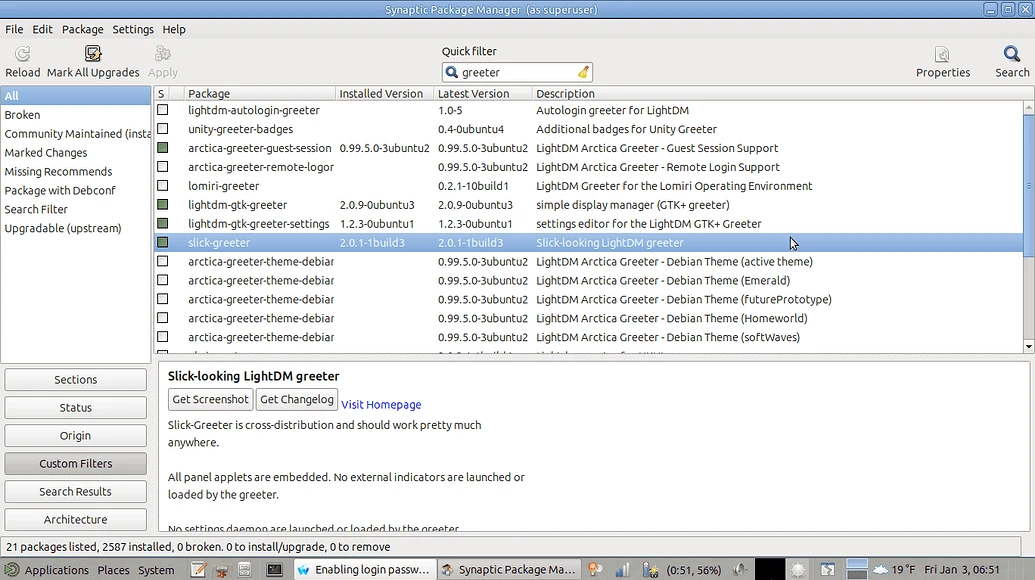 Synaptic Package Manager (as superuser)
File Edit Package Settings Help
Quick filter
Reload Mark All Upgrades Apply greeter Properties Search
All
Broken
Community Maintained (insta
Marked Changes
Missing Recommends
Package with Debconf
Search Filter
Upgradable (upstream)
S Package Installed Version Latest Version Description
lightdm-autologin-greeter 1.0-5 Autologin greeter for LightDM
unity-greeter-badges 0.4-0ubuntu4 Additional badges for Unity Greeter
arctica-greeter-guest-session 0.99.5.0-3ubuntu2 0.99.5.0-3ubuntu2 LightDM Arctica Greeter - Guest Session Support
arctica-greeter-remote-logor 0.99.5.0-3ubuntu2 LightDM Arctica Greeter - Remote Login Support
lomiri-greeter 0.2.1-10build1 LightDM Greeter for the Lomiri Operating Environment
lightdm-gtk-greeter 2.0.9-0ubuntu3 2.0.9-0ubuntu3 simple display manager (GTK+ greeter)
lightdm-gtk-greeter-settings 1.2.3-0ubuntu1 1.2.3-0ubuntu1 settings editor for the LightDM GTK+ Greeter
slick-greeter 2.0.1-1build3 2.0.1-1build3 Slick-looking LightDM greeter
arctica-greeter-theme-debiar 0.99.5.0-3ubuntu2 LightDM Arctica Greeter - Debian Theme (active theme)
arctica-greeter-theme-debiar 0.99.5.0-3ubuntu2 LightDM Arctica Greeter - Debian Theme (Emerald)
arctica-greeter-theme-debiar 0.99.5.0-3ubuntu2 LightDM Arctica Greeter - Debian Theme (futurePrototype)
arctica-greeter-theme-debiar 0.99.5.0-3ubuntu2 LightDM Arctica Greeter - Debian Theme (Homeworld)
arctica-greeter-theme-debiar 0.99.5.0-3ubuntu2 LightDM Arctica Greeter - Debian Theme (softWaves)
Sections
Status
Origin
Custom Filters
Search Results
Architecture
Slick-looking LightDM greeter
Get Screenshot Get Changelog Visit Homepage
Slick-Greeter is cross-distribution and should work pretty much
anywhere.
All panel applets are embedded. No external indicators are launched or
loaded by the greeter.
No settings daemon are launched or loaded by the greeter
21 packages listed, 2587 installed, 0 broken. 0 to install/upgrade, 0 to remove
Applications Places System Enabling login passw... Synaptic Package Ma... (0:51, 56%) 19 °F Fri Jan 3, 06:51